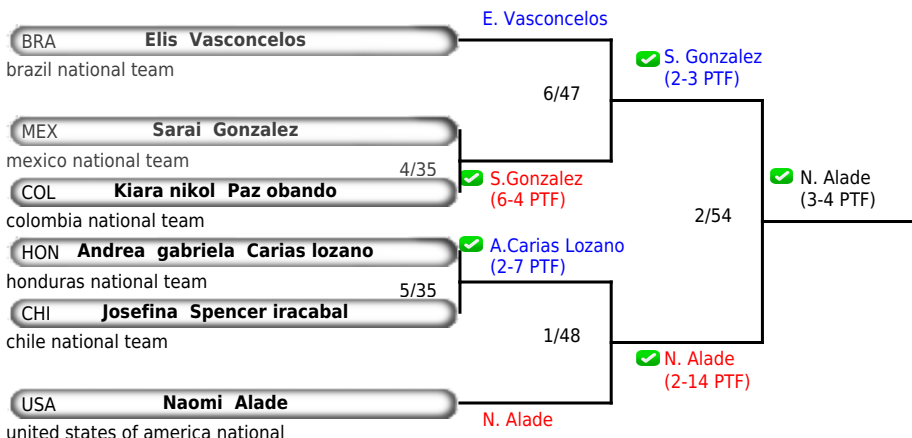 E. Vasconcelos
BRA Elis Vasconcelos
brazil national team
S. Gonzalez
(2-3 PTF)
6/47
MEX Sarai Gonzalez
mexico national team
4/35
S.Gonzalez
(6-4 PTF)
COL Kiara nikol Paz obando
colombia national team
N. Alade
(3-4 PTF)
2/54
HON Andrea gabriela Carias lozano
honduras national team
A.Carias Lozano
(2-7 PTF)
5/35
CHI Josefina Spencer iracabal
chile national team
1/48
N. Alade
(2-14 PTF)
USA Naomi Alade
united states of america national
N. Alade